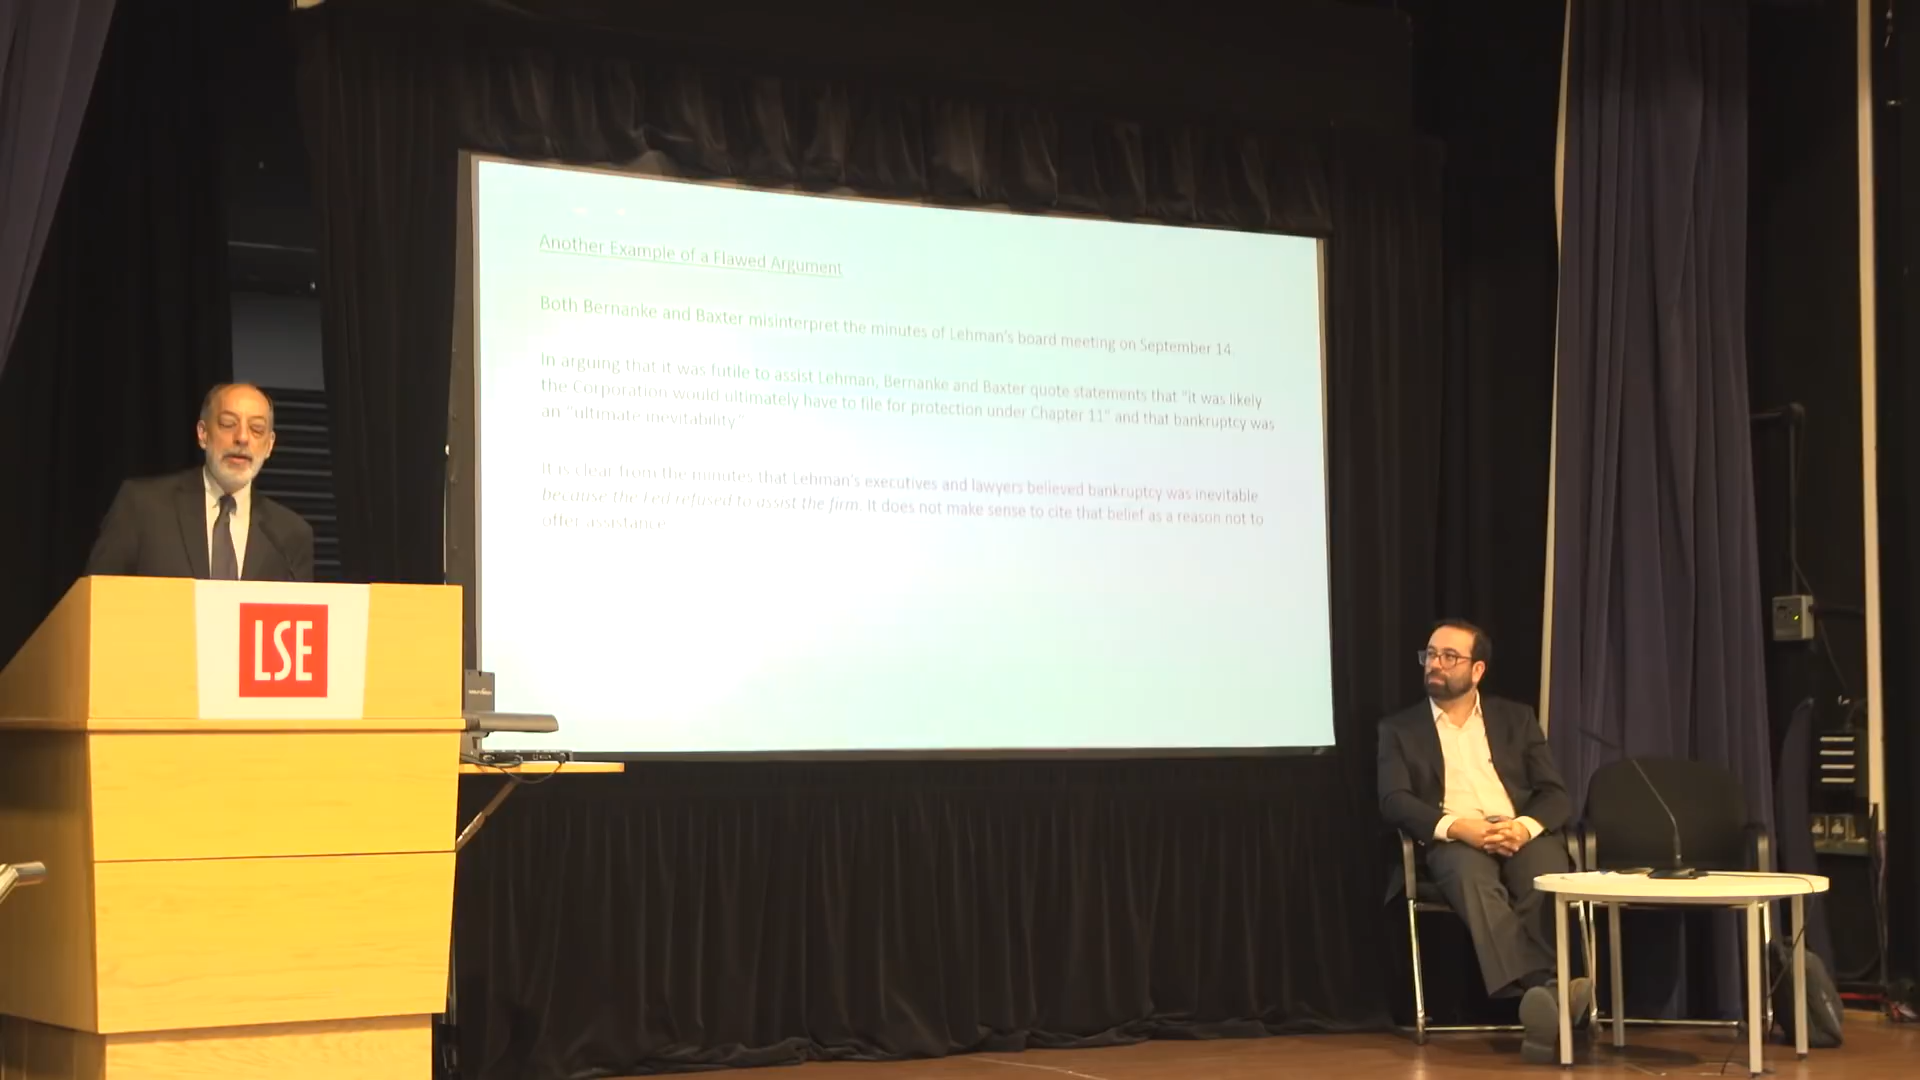 Another Example of a Flawed Argument
Both Bernanke and Baxter misinterpret the minutes of Lehman's board meeting on September 14.
In arguing that it was futile to assist Lehman, Bernanke and Baxter quote statements that "it was likely
the Corporation would ultimately have to file for protection under Chapter 11" and that bankruptcy was
an "ultimate inevitability."
It is clear from the minutes that Lehman's executives and lawyers believed bankruptcy was inevitable
because the Fed refused to assist the firm. It does not make sense to cite that belief as a reason not to
offer assistance.
LSE